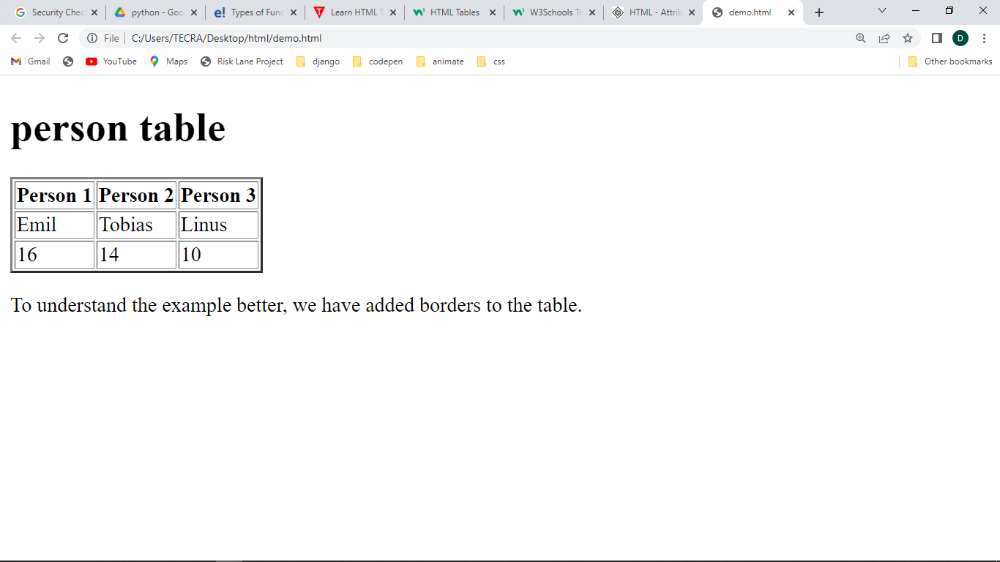 Security Chec python - Goo Types of Func Learn HTML HTML Tables W3Schools Tr HTML - Attrib demo.html
File C:/Users/TECRA/Desktop/html/demo.html D
Gmail YouTube Maps Risk Lane Project django codepen animate css Other bookmarks
person table
Person 1 Person 2 Person 3
Emil Tobias Linus
16 14 10
To understand the example better, we have added borders to the table.